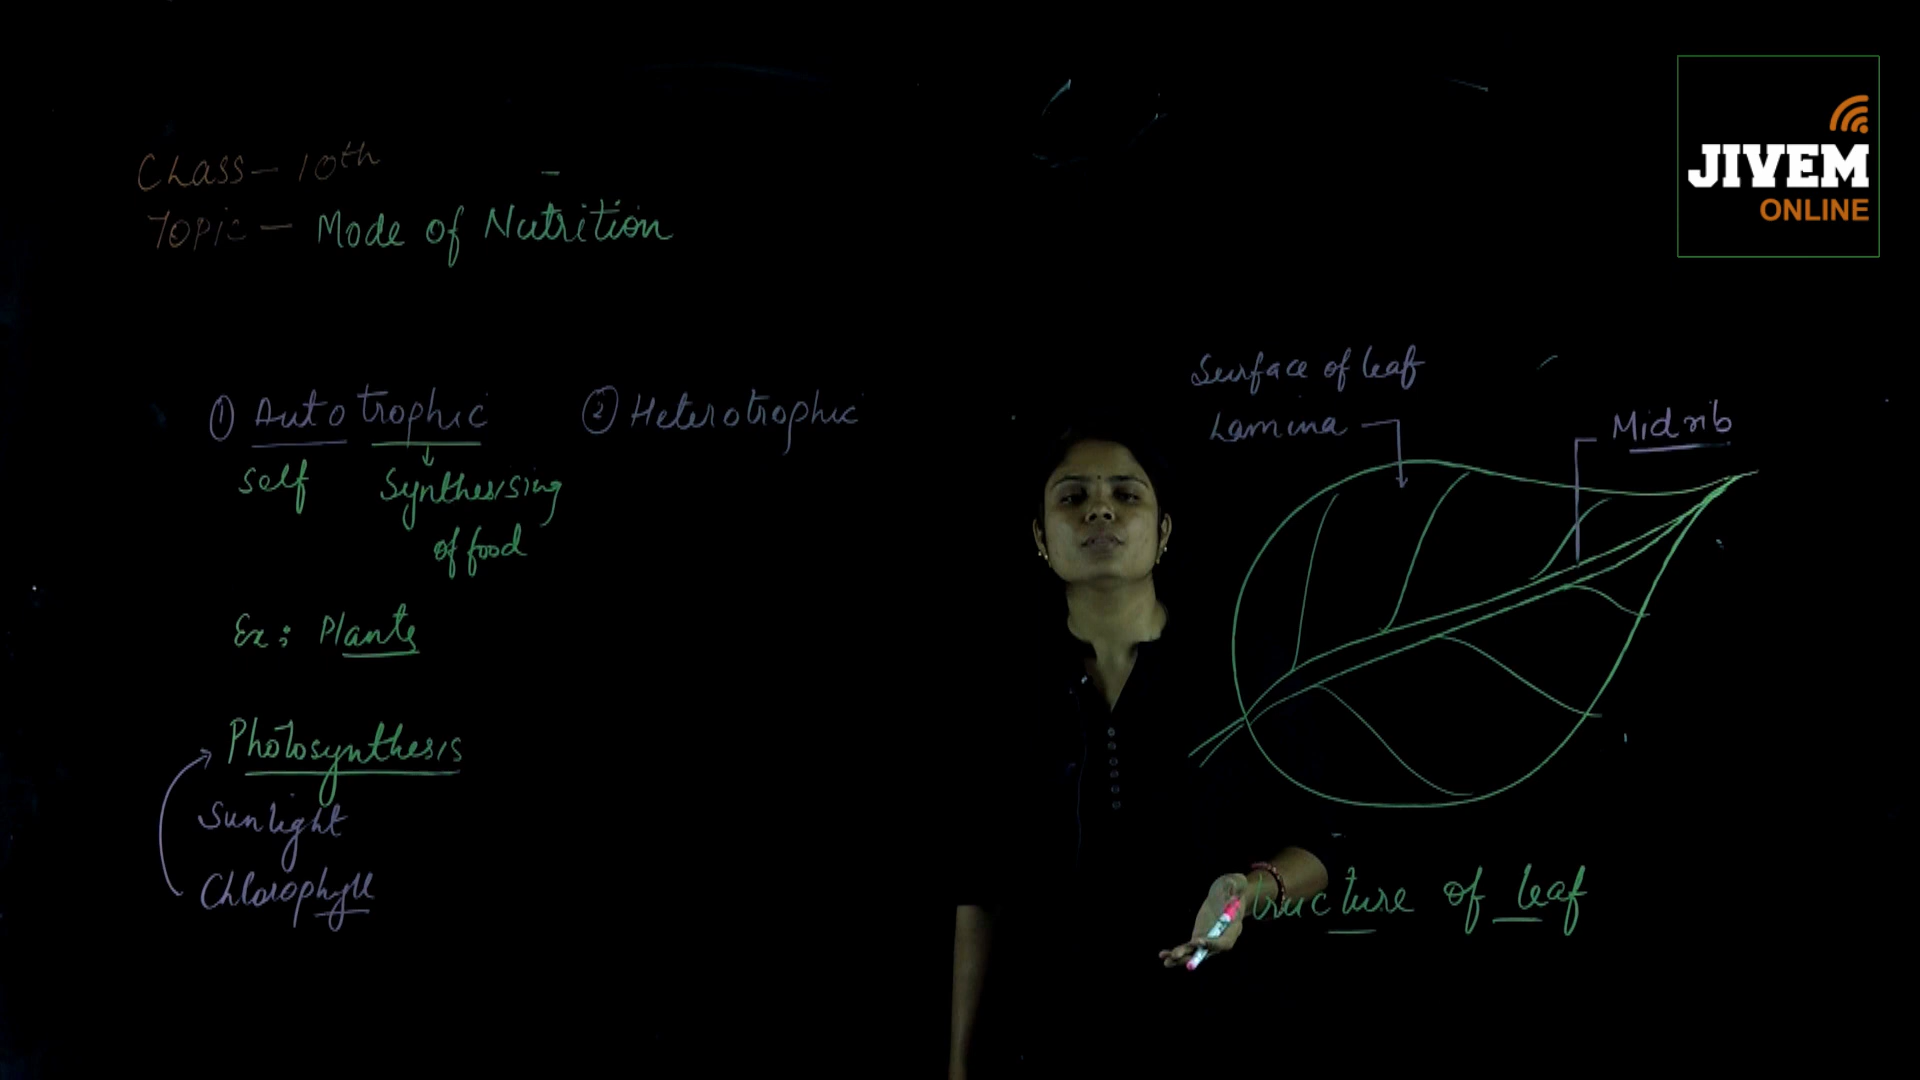 JIVEM
ONLINE
Class - 10th
Topic - Mode of Nutrition
① Autotrophic
② Heterotrophic
Self
Synthesising
of food
Ex: Plants
Photosynthesis
Sunlight
Chlorophyll
Surface of leaf
Lamina
Midrib
tructure of leaf